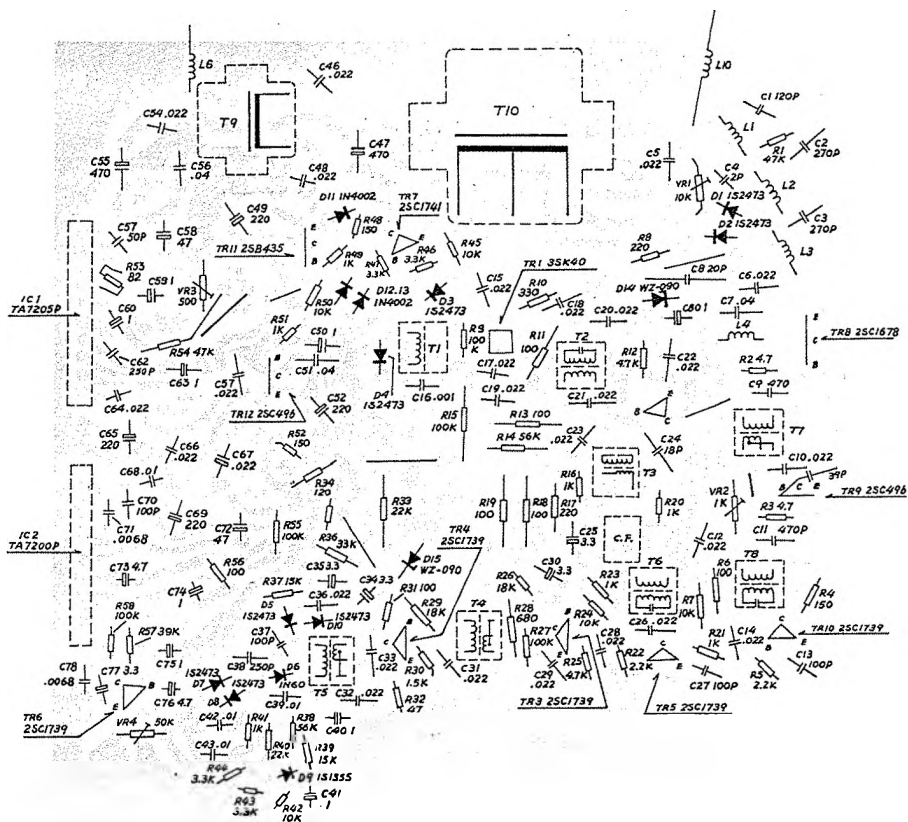 L6
C46
.022
L10
C1 120P
L1
T9
T10
C54 .022
R1
47K
C2
270P
C55
470
C56
.04
C47
470
C5
.022
C4
2P
L2
C48
.022
VR1
10K
D1 1S2473
D11 1N4002
TR7
2SC1741
D2 1S2473
C3
270P
C49
220
R48
150
L3
C57
50P
C58
47
TR11 2SB435
E
C
B
R49
1K
R47
3.3K
C
E
B
R46
3.3K
R45
10K
R8
220
R53
82
TR1 3SK40
C8 20P
C6 .022
C59 1
VR3
500
C15
.022
R10
330
D14 WZ-090
R50
10K
D12.13
1N4002
D3
1S2473
C18
.022
C20 .022
C80 1
C7 .04
IC1
TA7205P
C60
1
R51
1K
C50 1
T1
R9
100
K
R11
100
T2
L4
E
C
B
TR8 2SC1678
R54 47K
C62
250P
C63 1
C57
.022
B
C
E
C51 .04
C17 .022
R12
4.7K
C22
.022
R2 4.7
D4
1S2473
C16 .001
C19 .022
C21 .022
C9 470
C64 .022
TR12 2SC496
C52
220
R15
100K
R13 100
B
E
C
C65
220
C66
.022
C67
.022
R52
150
R14 56K
C23
.022
C24
18P
T7
C68 .01
R34
120
R16
1K
T3
C10 .022
39P
C70
100P
R33
22K
R19
100
R18
100
R17
220
R20
1K
VR2
1K
B
C
E
TR9 2SC496
C71
.0068
C69
220
C72
47
R55
100K
TR4
2SC1739
R3 4.7
IC2
TA7200P
R36
33K
C25
3.3
C.F.
C12
.022
C11 470P
C73 4.7
R56
100
C35 3.3
D15
WZ-090
C30
3.3
T6
T8
R37 15K
C34 3.3
R26
18K
R23
1K
R6
100
C74
1
C36 .022
R31 100
R58
100K
D5
1S2473
D10
1S2473
R29
18K
T4
R28
680
R24
10K
R7
10K
R4
150
R57 39K
C37
100P
B
C
E
R27
100K
B
C
E
C28
.022
C26 .022
R21
1K
C14
.022
B
C
E
TR10 2SC1739
C75 1
C38 250P
D6
1N60
T5
C33
.022
R30
1.5K
C31
.022
C29
.022
R25
4.7K
R22
2.2K
B
C
E
C78
.0068
C77 3.3
C
B
E
1S2473
D7
1S2473
D8
C32 .022
R32
47
C27 100P
R5
2.2K
C13
100P
C76 4.7
C39 .01
TR6
2SC1739
TR3 2SC1739
TR5 2SC1739
VR4
50K
C42 .01
R41
1K
R40
22K
R38
56K
C40 1
C43 .01
R39
15K
R44
3.3K
D9 1S1555
R43
3.3K
R42
10K
C41
1